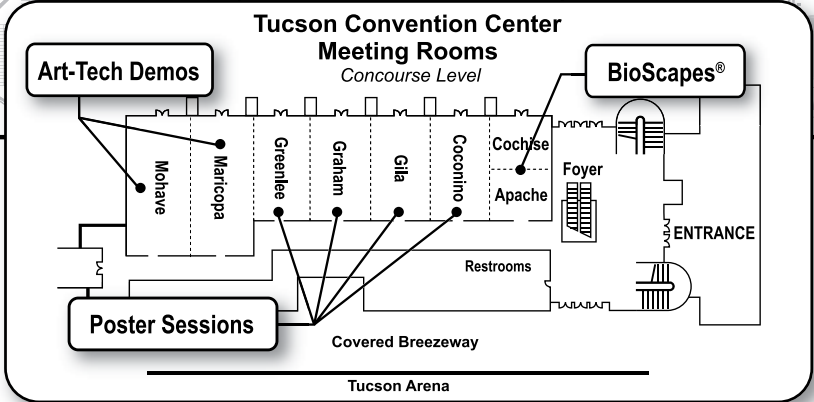 Tucson Convention Center
Meeting Rooms
Concourse Level
Art-Tech Demos
BioScapes®
Mohave
Maricopa
Greenlee
Graham
Gila
Coconino
Cochise
Apache
Foyer
ENTRANCE
Restrooms
Poster Sessions
Covered Breezeway
Tucson Arena